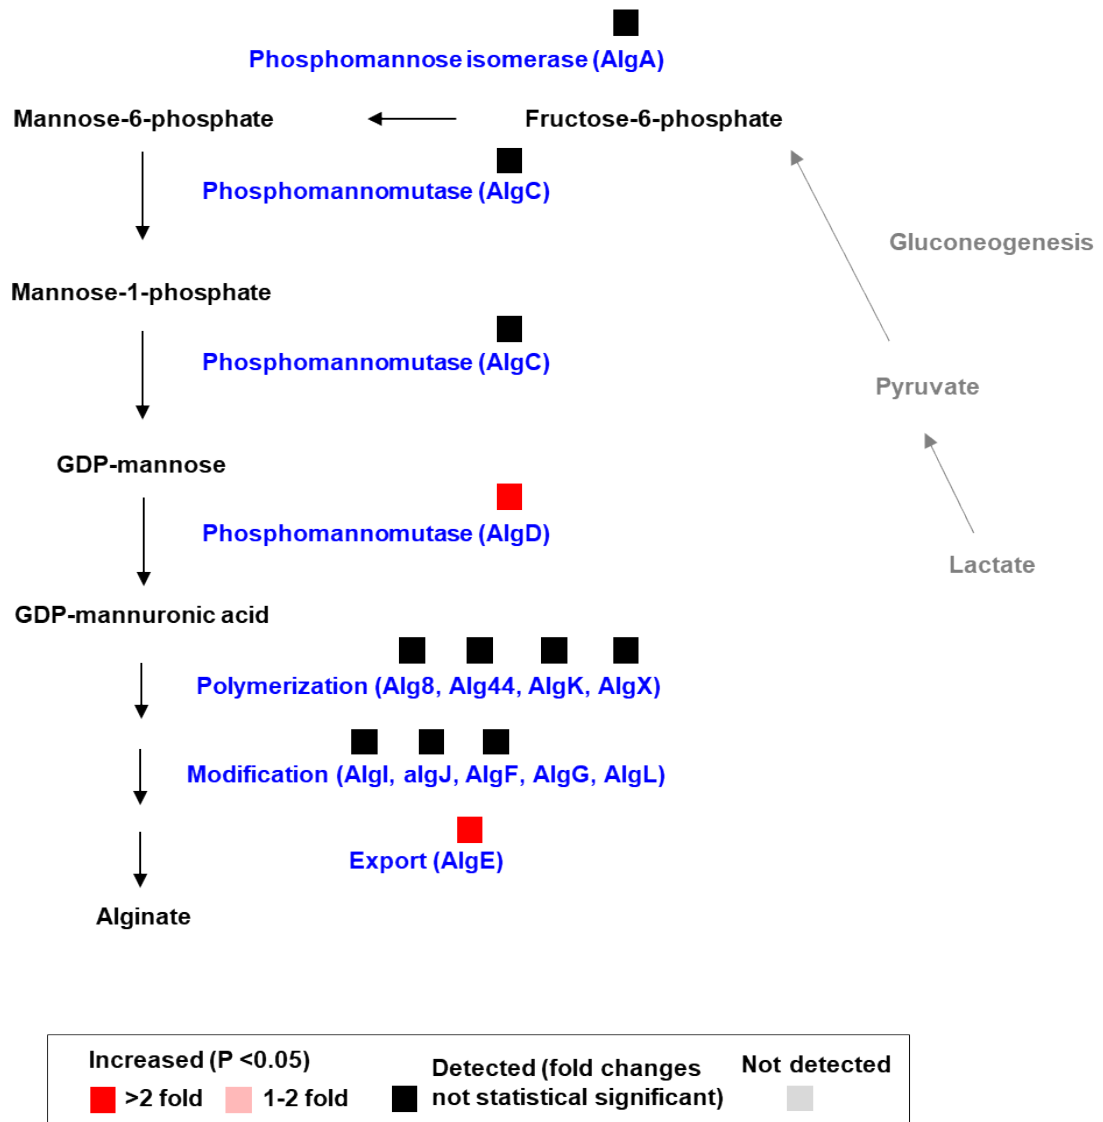 Phosphomannose isomerase (AlgA)
Mannose-6-phosphate
Fructose-6-phosphate
Phosphomannomutase (AlgC)
Gluconeogenesis
Mannose-1-phosphate
Phosphomannomutase (AlgC)
Pyruvate
GDP-mannose
Phosphomannomutase (AlgD)
Lactate
GDP-mannuronic acid
Polymerization (Alg8, Alg44, AlgK, AlgX)
Modification (AlgI, algJ, AlgF, AlgG, AlgL)
Export (AlgE)
Alginate
Increased (P <0.05)
>2 fold
1-2 fold
Detected (fold changes
not statistical significant)
Not detected